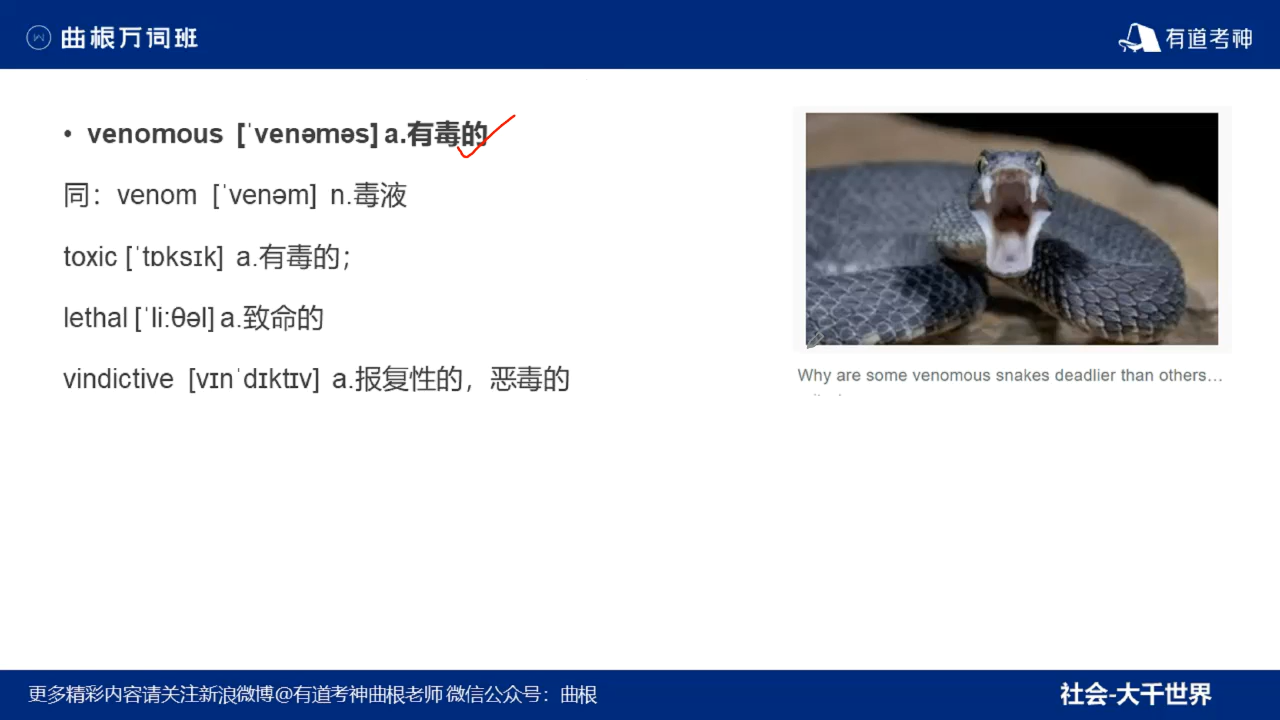 曲根万词班
有道考神
• venomous [ˈvenəməs] a.有毒的
同：venom [ˈvenəm] n.毒液
toxic [ˈtɒksɪk] a.有毒的；
lethal [ˈliːθəl] a.致命的
vindictive [vɪnˈdɪktɪv] a.报复性的，恶毒的
Why are some venomous snakes deadlier than others…
更多精彩内容请关注新浪微博@有道考神曲根老师 微信公众号：曲根
社会-大千世界